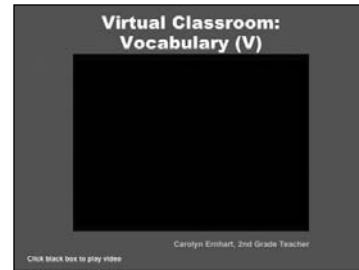 Virtual Classroom:
Vocabulary (V)
Carolyn Ernhart, 2nd Grade Teacher
Click black box to play video